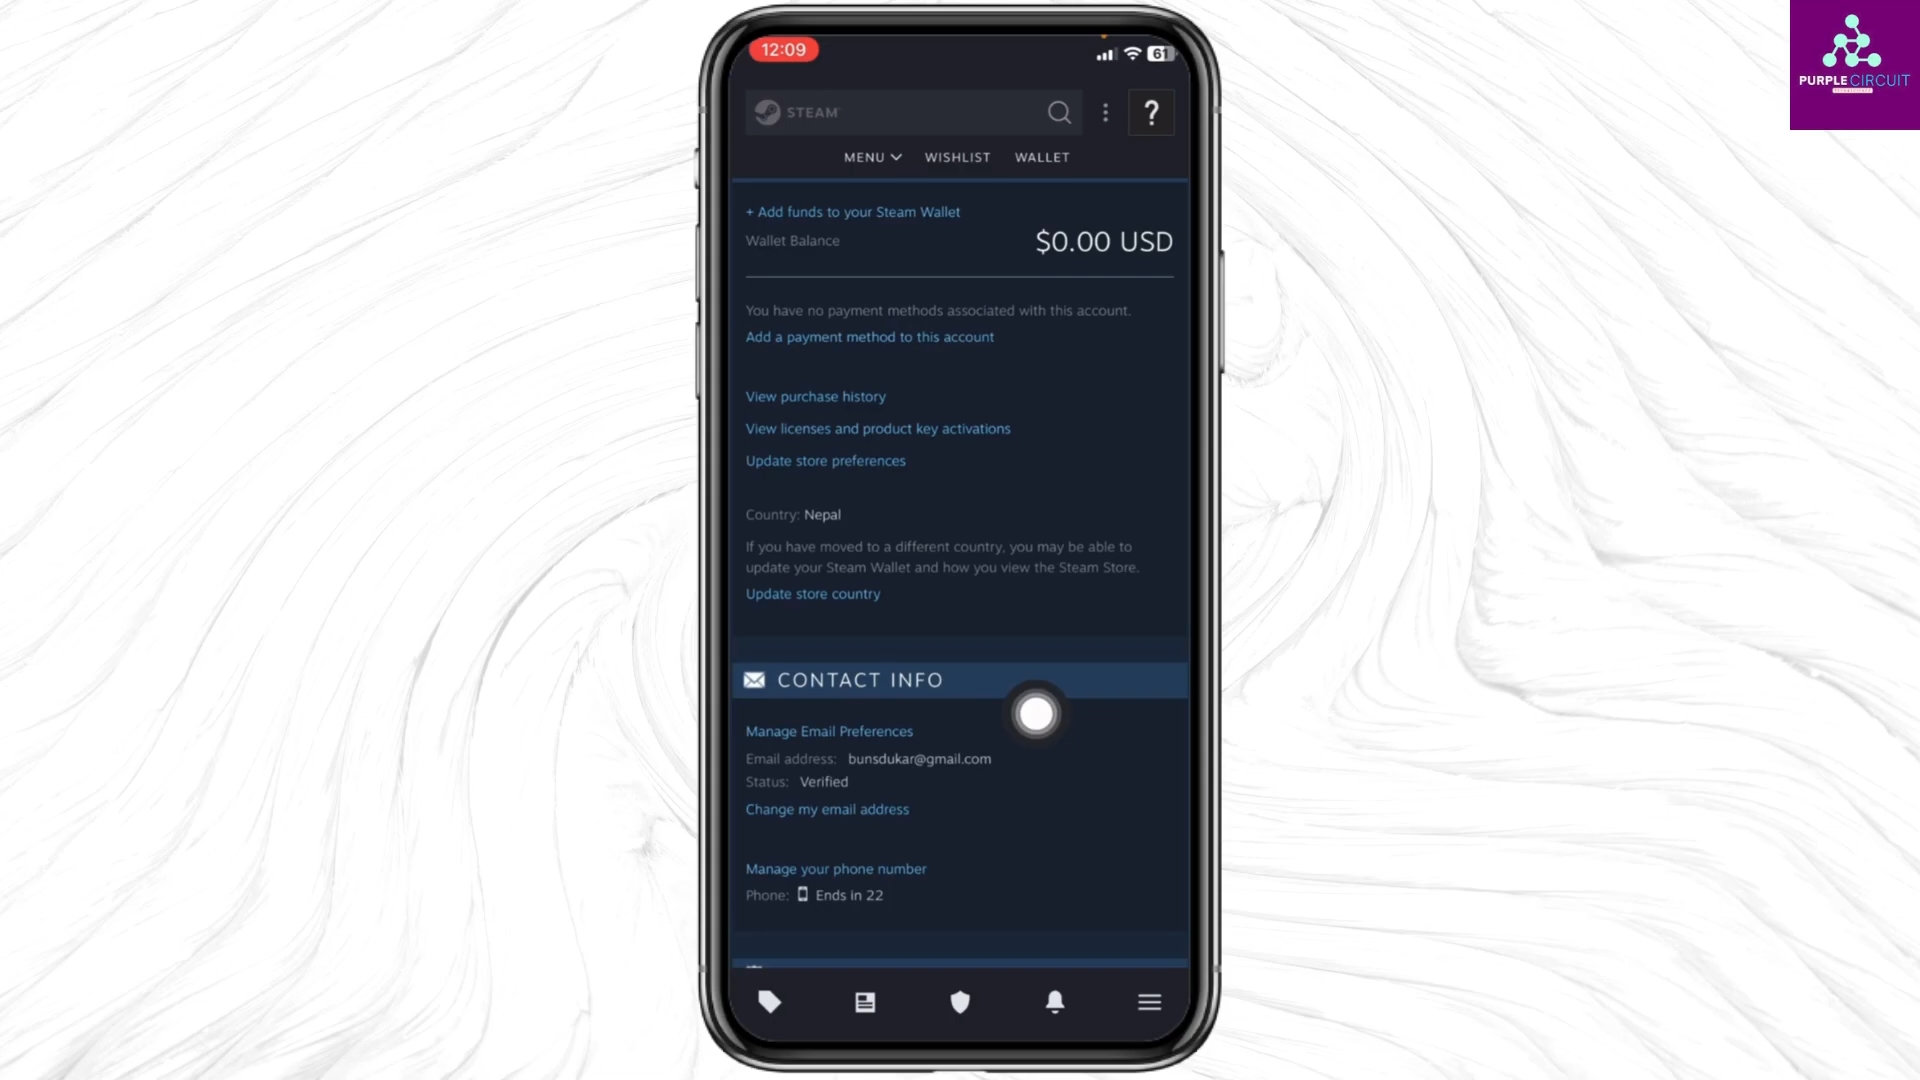 12:09
61
PURPLE CIRCUIT
STEAM
?
MENU WISHLIST WALLET
+ Add funds to your Steam Wallet
Wallet Balance $0.00 USD
You have no payment methods associated with this account.
Add a payment method to this account
View purchase history
View licenses and product key activations
Update store preferences
Country: Nepal
If you have moved to a different country, you may be able to
update your Steam Wallet and how you view the Steam Store.
Update store country
CONTACT INFO
Manage Email Preferences
Email address: bunsdukar@gmail.com
Status: Verified
Change my email address
Manage your phone number
Phone: Ends in 22